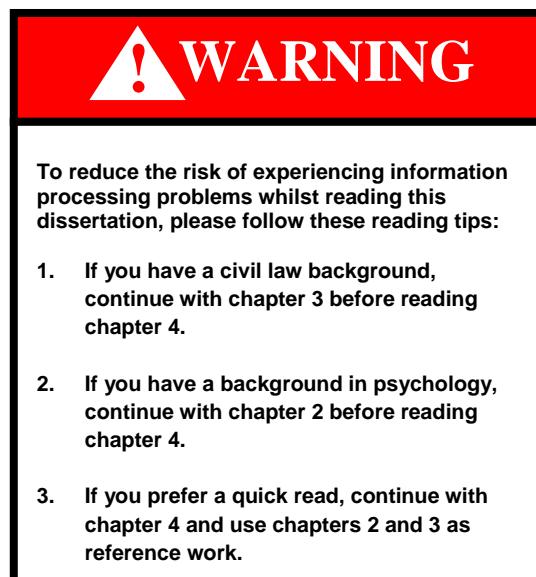 WARNING
To reduce the risk of experiencing information
processing problems whilst reading this
dissertation, please follow these reading tips:
1. If you have a civil law background,
continue with chapter 3 before reading
chapter 4.
2. If you have a background in psychology,
continue with chapter 2 before reading
chapter 4.
3. If you prefer a quick read, continue with
chapter 4 and use chapters 2 and 3 as
reference work.